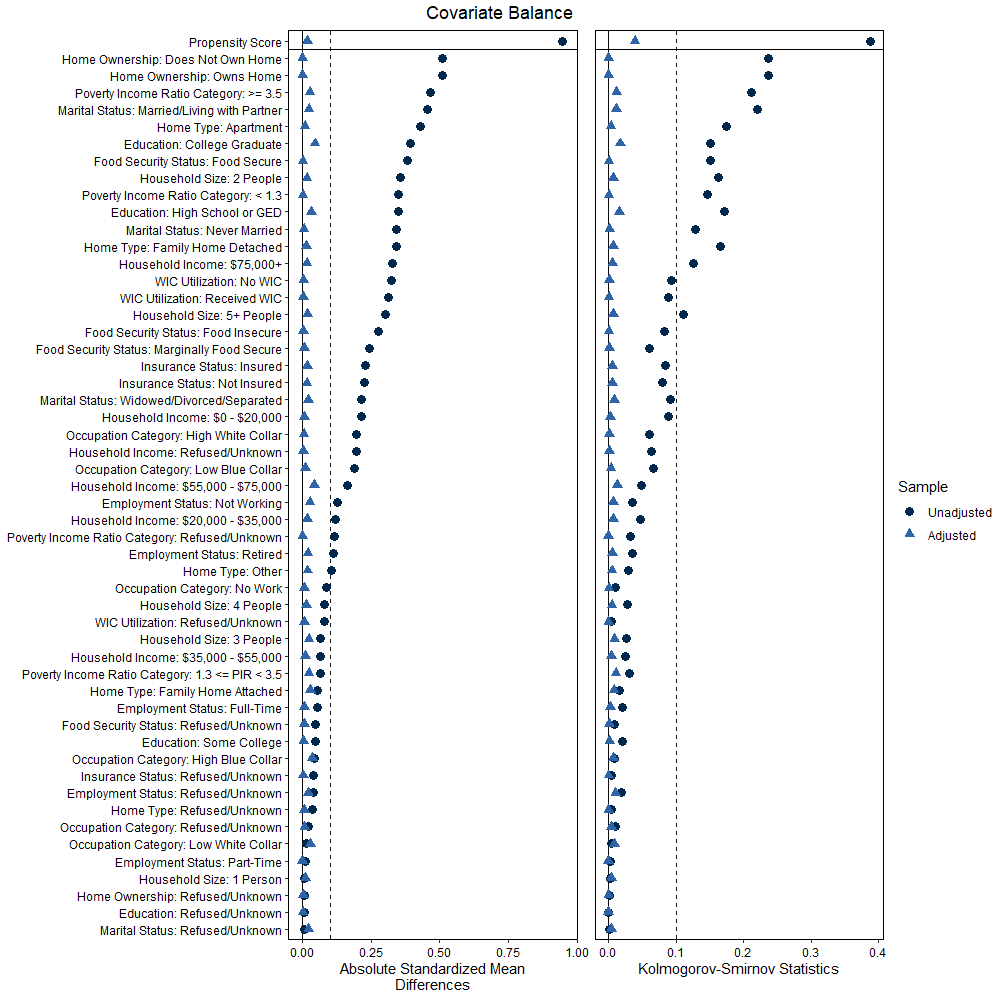 Covariate Balance
Propensity Score
Home Ownership: Does Not Own Home
Home Ownership: Owns Home
Poverty Income Ratio Category: >= 3.5
Marital Status: Married/Living with Partner
Home Type: Apartment
Education: College Graduate
Food Security Status: Food Secure
Household Size: 2 People
Poverty Income Ratio Category: < 1.3
Education: High School or GED
Marital Status: Never Married
Home Type: Family Home Detached
Household Income: $75,000+
WIC Utilization: No WIC
WIC Utilization: Received WIC
Household Size: 5+ People
Food Security Status: Food Insecure
Food Security Status: Marginally Food Secure
Insurance Status: Insured
Insurance Status: Not Insured
Marital Status: Widowed/Divorced/Separated
Household Income: $0 - $20,000
Occupation Category: High White Collar
Household Income: Refused/Unknown
Occupation Category: Low Blue Collar
Household Income: $55,000 - $75,000
Employment Status: Not Working
Household Income: $20,000 - $35,000
Poverty Income Ratio Category: Refused/Unknown
Employment Status: Retired
Home Type: Other
Occupation Category: No Work
Household Size: 4 People
WIC Utilization: Refused/Unknown
Household Size: 3 People
Household Income: $35,000 - $55,000
Poverty Income Ratio Category: 1.3 <= PIR < 3.5
Home Type: Family Home Attached
Employment Status: Full-Time
Food Security Status: Refused/Unknown
Education: Some College
Occupation Category: High Blue Collar
Insurance Status: Refused/Unknown
Employment Status: Refused/Unknown
Home Type: Refused/Unknown
Occupation Category: Refused/Unknown
Occupation Category: Low White Collar
Employment Status: Part-Time
Household Size: 1 Person
Home Ownership: Refused/Unknown
Education: Refused/Unknown
Marital Status: Refused/Unknown
0.00 0.25 0.50 0.75 1.00
Absolute Standardized Mean
Differences
0.0 0.1 0.2 0.3 0.4
Kolmogorov-Smirnov Statistics
Sample
Unadjusted
Adjusted